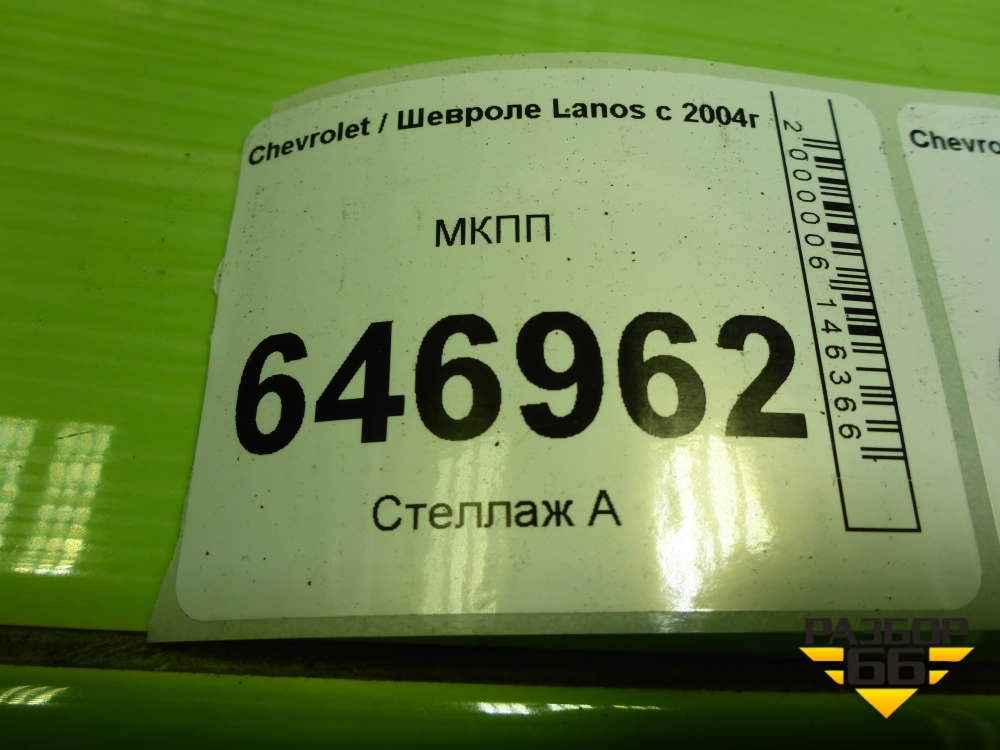 Chevrolet / Шевроле Lanos с 2004г
МКПП
646962
Стеллаж А
2000006146366
Chevro
РАЗБОР
66